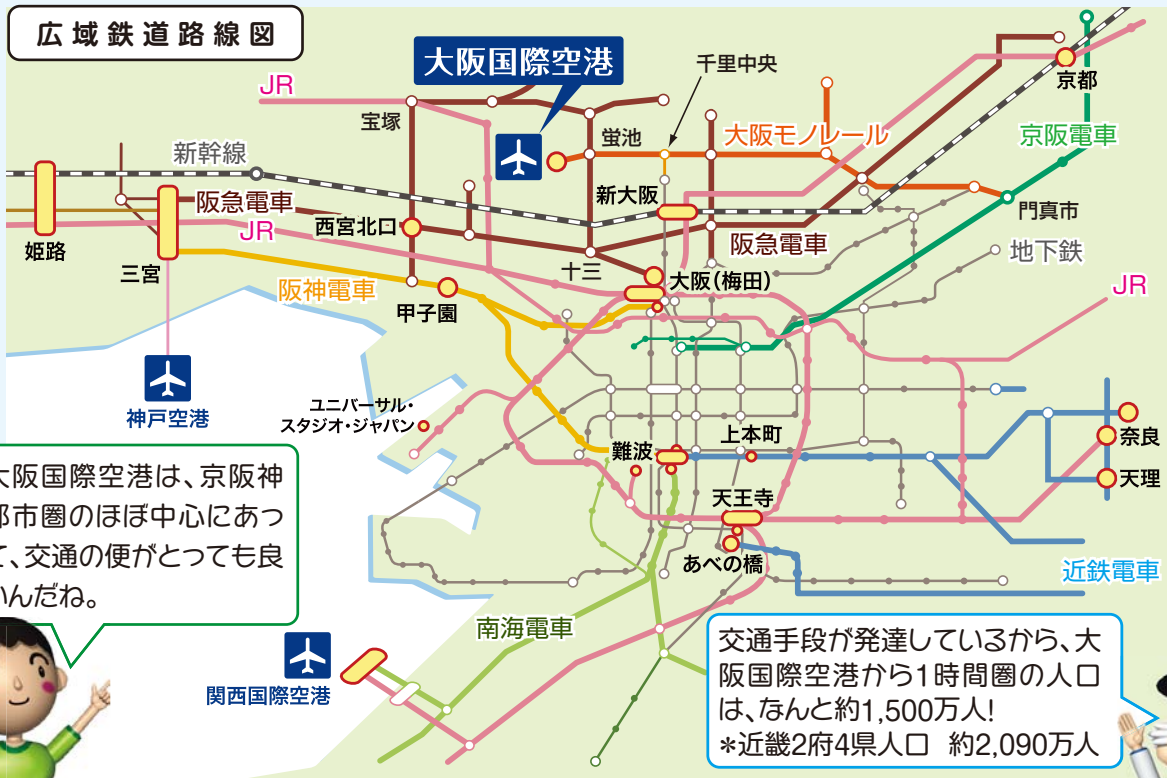 広域鉄道路線図
大阪国際空港
千里中央
JR
京都
宝塚
蛍池
大阪モノレール
京阪電車
新幹線
新大阪
阪急電車
門真市
JR
西宮北口
阪急電車
地下鉄
姫路
三宮
十三
大阪（梅田）
JR
阪神電車
甲子園
神戸空港
ユニバーサル・
スタジオ・ジャパン
上本町
難波
奈良
天理
天王寺
あべの橋
近鉄電車
南海電車
関西国際空港
大阪国際空港は、京阪神
都市圏のほぼ中心にあっ
て、交通の便がとっても良
いんだね。
交通手段が発達しているから、大
阪国際空港から1時間圏の人口
は、なんと約1,500万人!
*近畿2府4県人口 約2,090万人